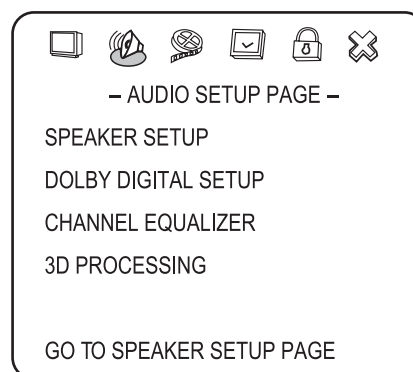 – AUDIO SETUP PAGE –
SPEAKER SETUP
DOLBY DIGITAL SETUP
CHANNEL EQUALIZER
3D PROCESSING
GO TO SPEAKER SETUP PAGE